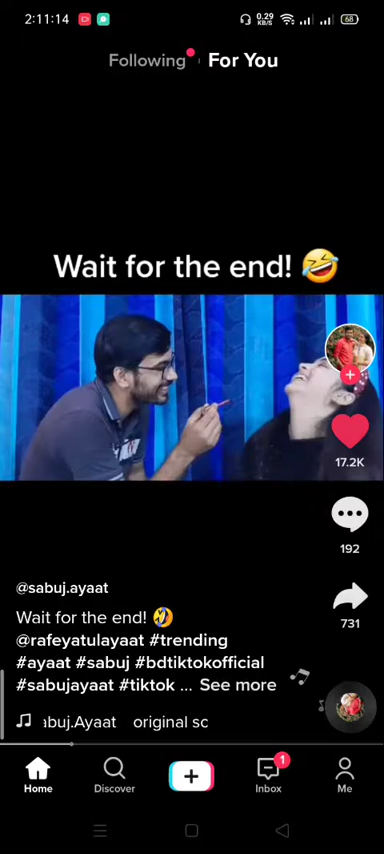 2:11:14
0.29
KB/S
68
Following
For You
Wait for the end! 🤣
17.2K
192
731
@sabuj.ayaat
Wait for the end! 🤣
@rafeyatulayaat #trending
#ayaat #sabuj #bdtiktokofficial
#sabujayaat #tiktok ... See more
abuj.Ayaat original sc
1
Home
Discover
Inbox
Me